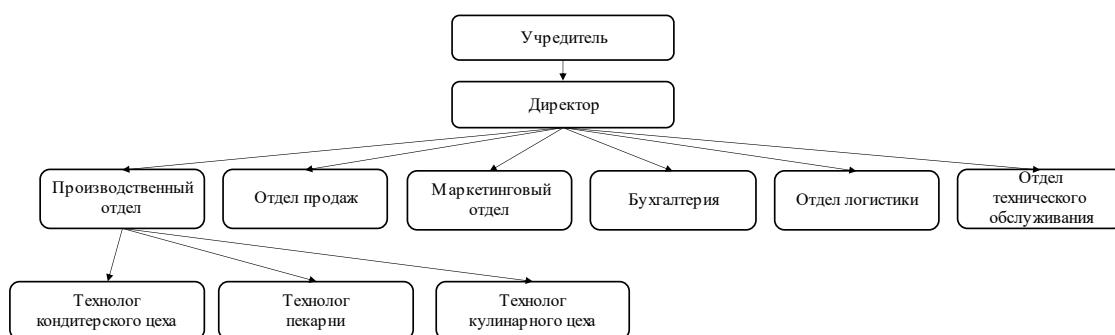 Учредитель
Директор
Производственный
отдел
Отдел продаж
Маркетинговый
отдел
Бухгалтерия
Отдел логистики
Отдел
технического
обслуживания
Технолог
кондитерского цеха
Технолог
пекарни
Технолог
кулинарного цеха